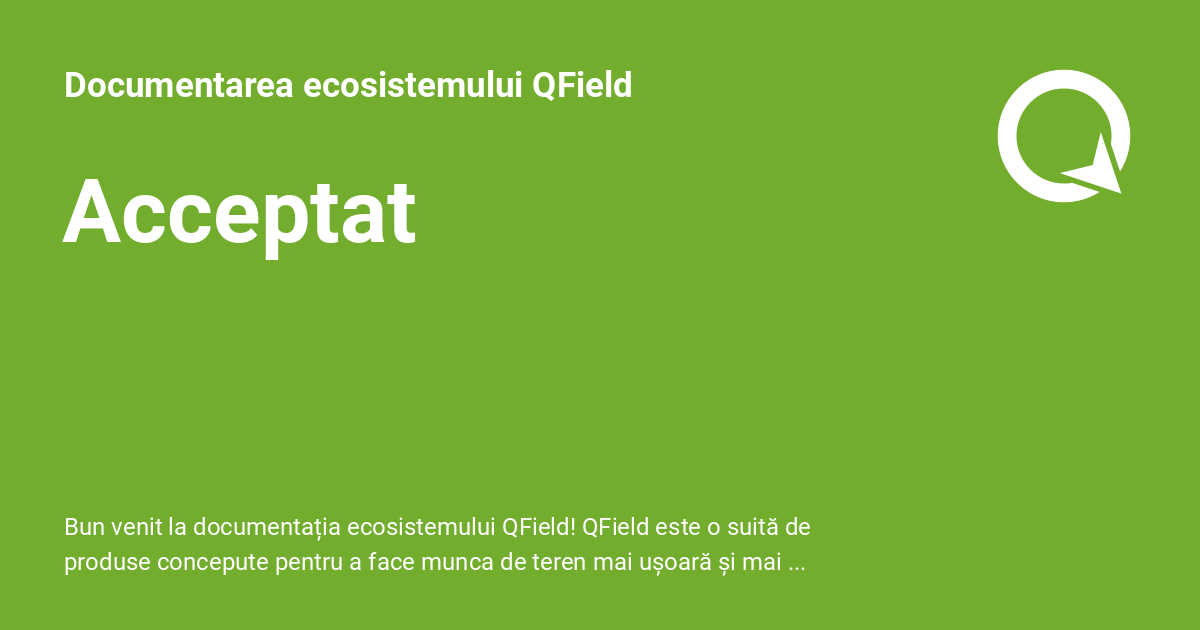 Documentarea ecosistemului QField
Acceptat
Bun venit la documentația ecosistemului QField! QField este o suită de
produse concepute pentru a face munca de teren mai ușoară și mai ...